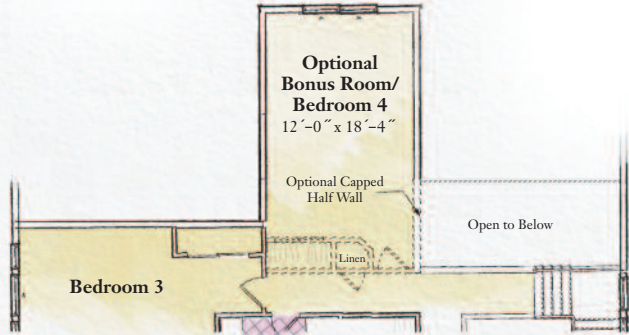 Optional
Bonus Room/
Bedroom 4
12´-0˝ x 18´-4˝
Optional Capped
Half Wall
Open to Below
Linen
Bedroom 3